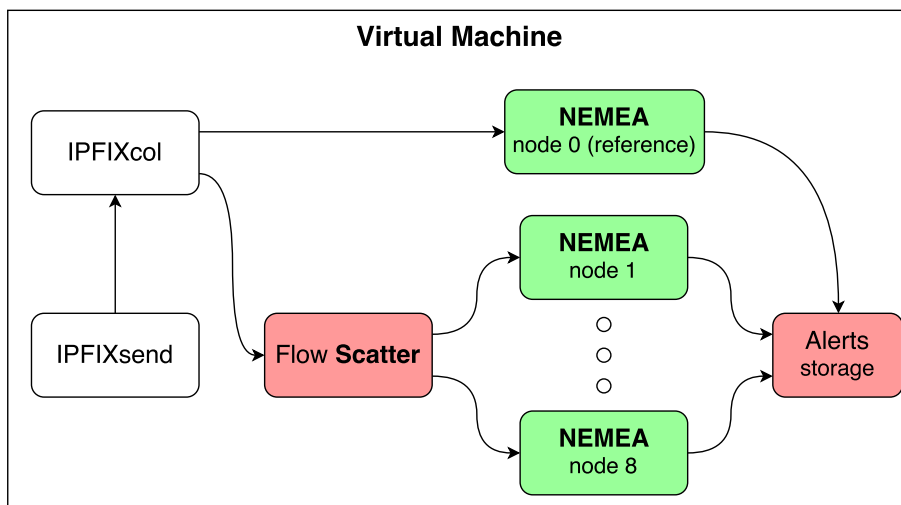 Virtual Machine
IPFIXcol
NEMEA
node 0 (reference)
NEMEA
node 1
IPFIXsend
Flow Scatter
Alerts
storage
NEMEA
node 8